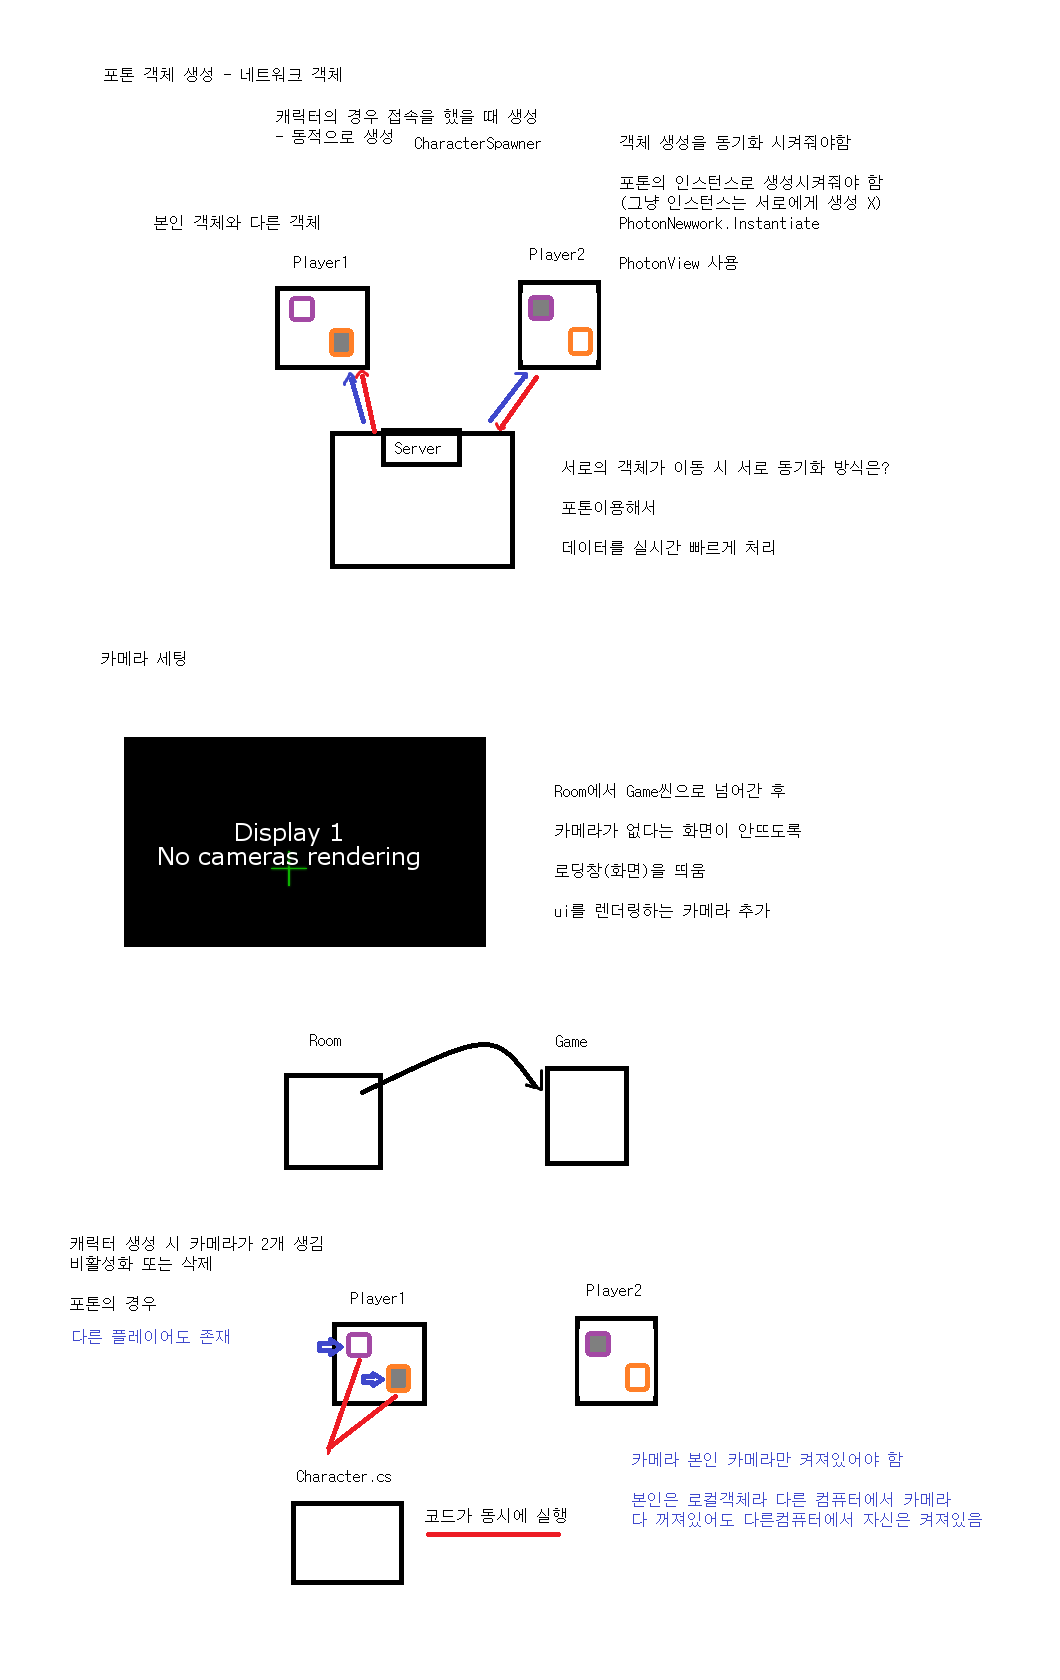 포톤 객체 생성 - 네트워크 객체
캐릭터의 경우 접속을 했을 때 생성
- 동적으로 생성
CharacterSpawner
객체 생성을 동기화 시켜줘야함
포톤의 인스턴스로 생성시켜줘야 함
(그냥 인스턴스는 서로에게 생성 X)
PhotonNewwork.Instantiate
PhotonView 사용
본인 객체와 다른 객체
Player1
Player2
Server
서로의 객체가 이동 시 서로 동기화 방식은?
포톤이용해서
데이터를 실시간 빠르게 처리
카메라 세팅
Display 1
No cameras rendering
Room에서 Game씬으로 넘어간 후
카메라가 없다는 화면이 안뜨도록
로딩창(화면)을 띄움
ui를 렌더링하는 카메라 추가
Room
Game
캐릭터 생성 시 카메라가 2개 생김
비활성화 또는 삭제
포톤의 경우
다른 플레이어도 존재
Player1
Player2
Character.cs
코드가 동시에 실행
카메라 본인 카메라만 켜져있어야 함
본인은 로컬객체라 다른 컴퓨터에서 카메라
다 꺼져있어도 다른컴퓨터에서 자신은 켜져있음